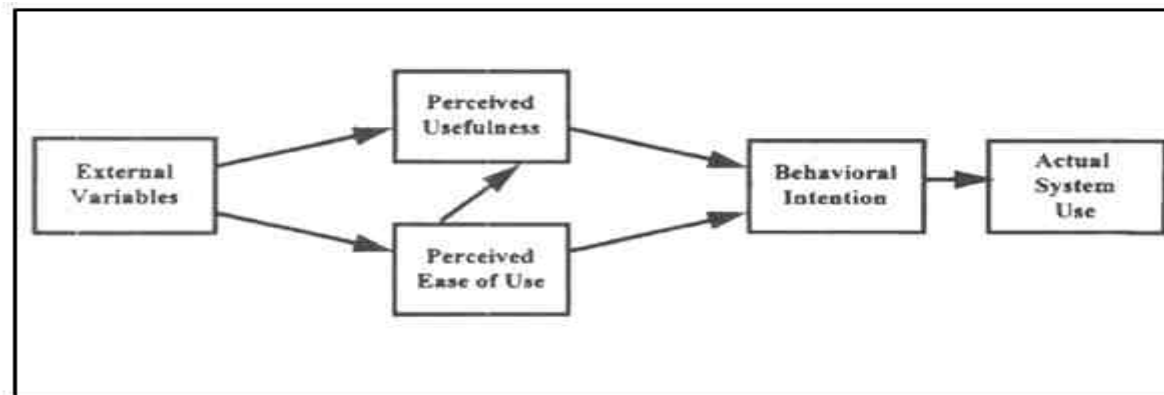 External
Variables
Perceived
Usefulness
Perceived
Ease of Use
Behavioral
Intention
Actual
System
Use